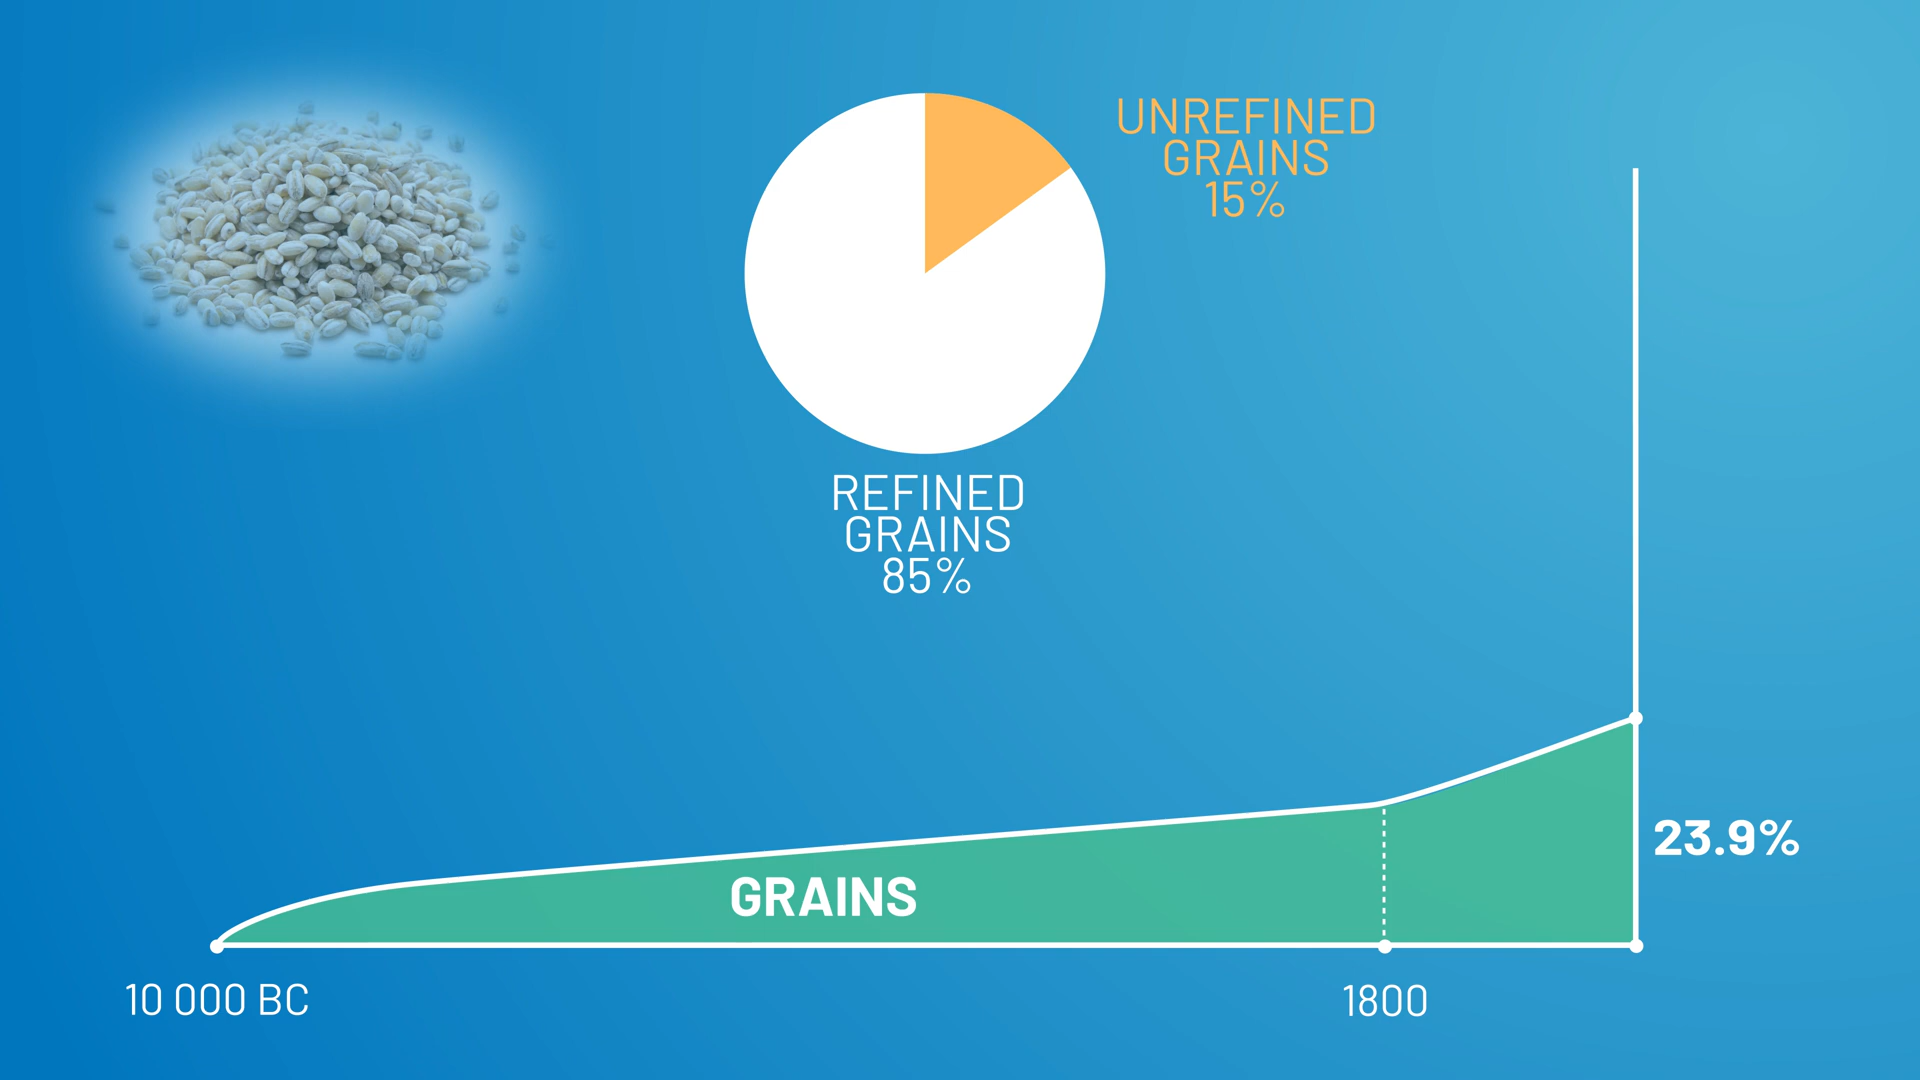 UNREFINED
GRAINS
15%
REFINED
GRAINS
85%
23.9%
GRAINS
10 000 BC
1800